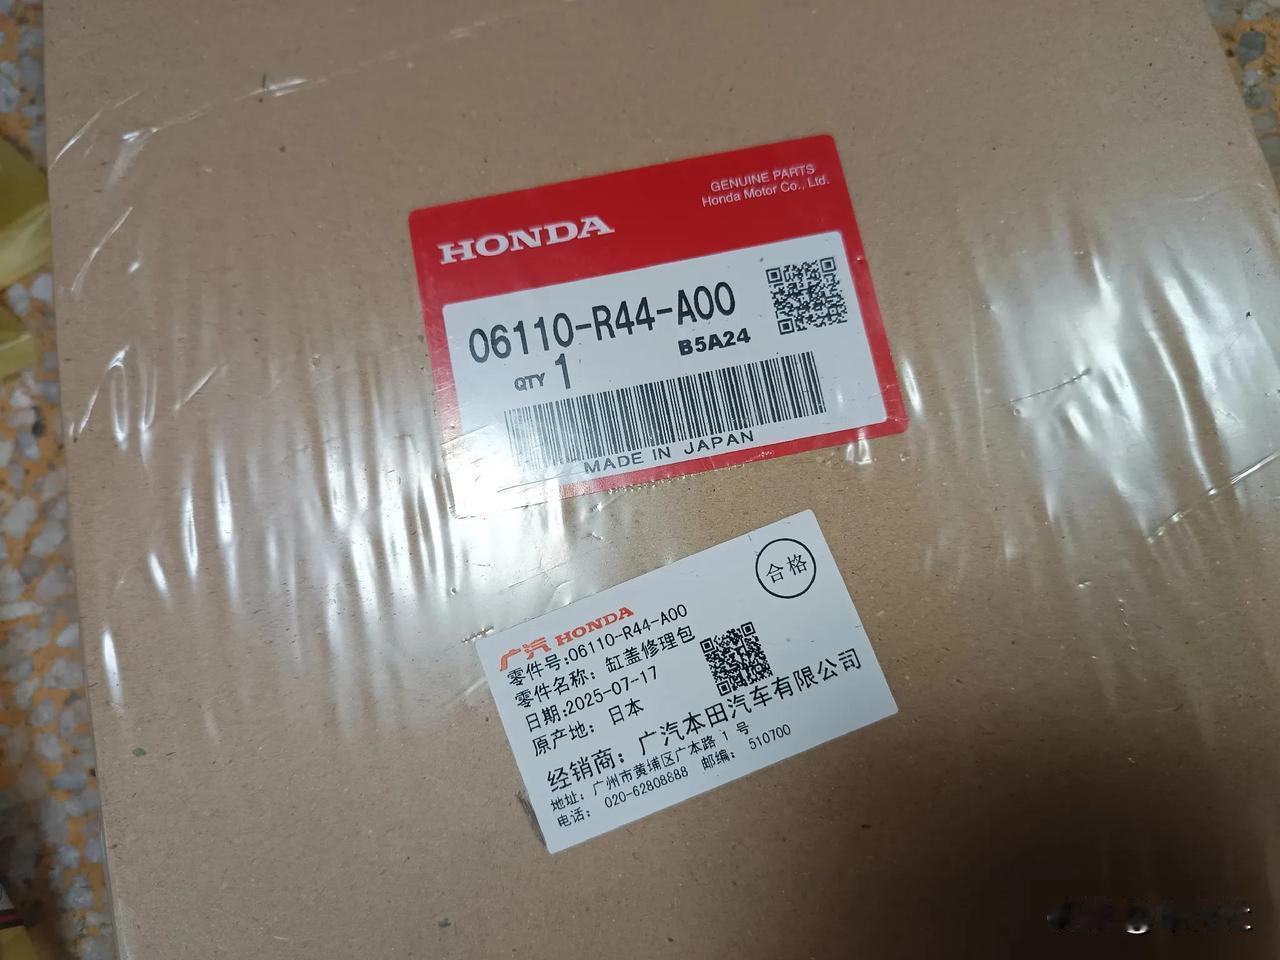 HONDA
GENUINE PARTS
Honda Motor Co., Ltd.
06110-R44-A00
QTY 1
B5A24
MADE IN JAPAN
合格
广汽 HONDA
零件号:06110-R44-A00
零件名称: 缸盖修理包
日期:2025-07-17
原产地: 日本
经销商: 广汽本田汽车有限公司
地址: 广州市黄埔区广本路 1 号
电话: 020-62808888 邮编: 510700